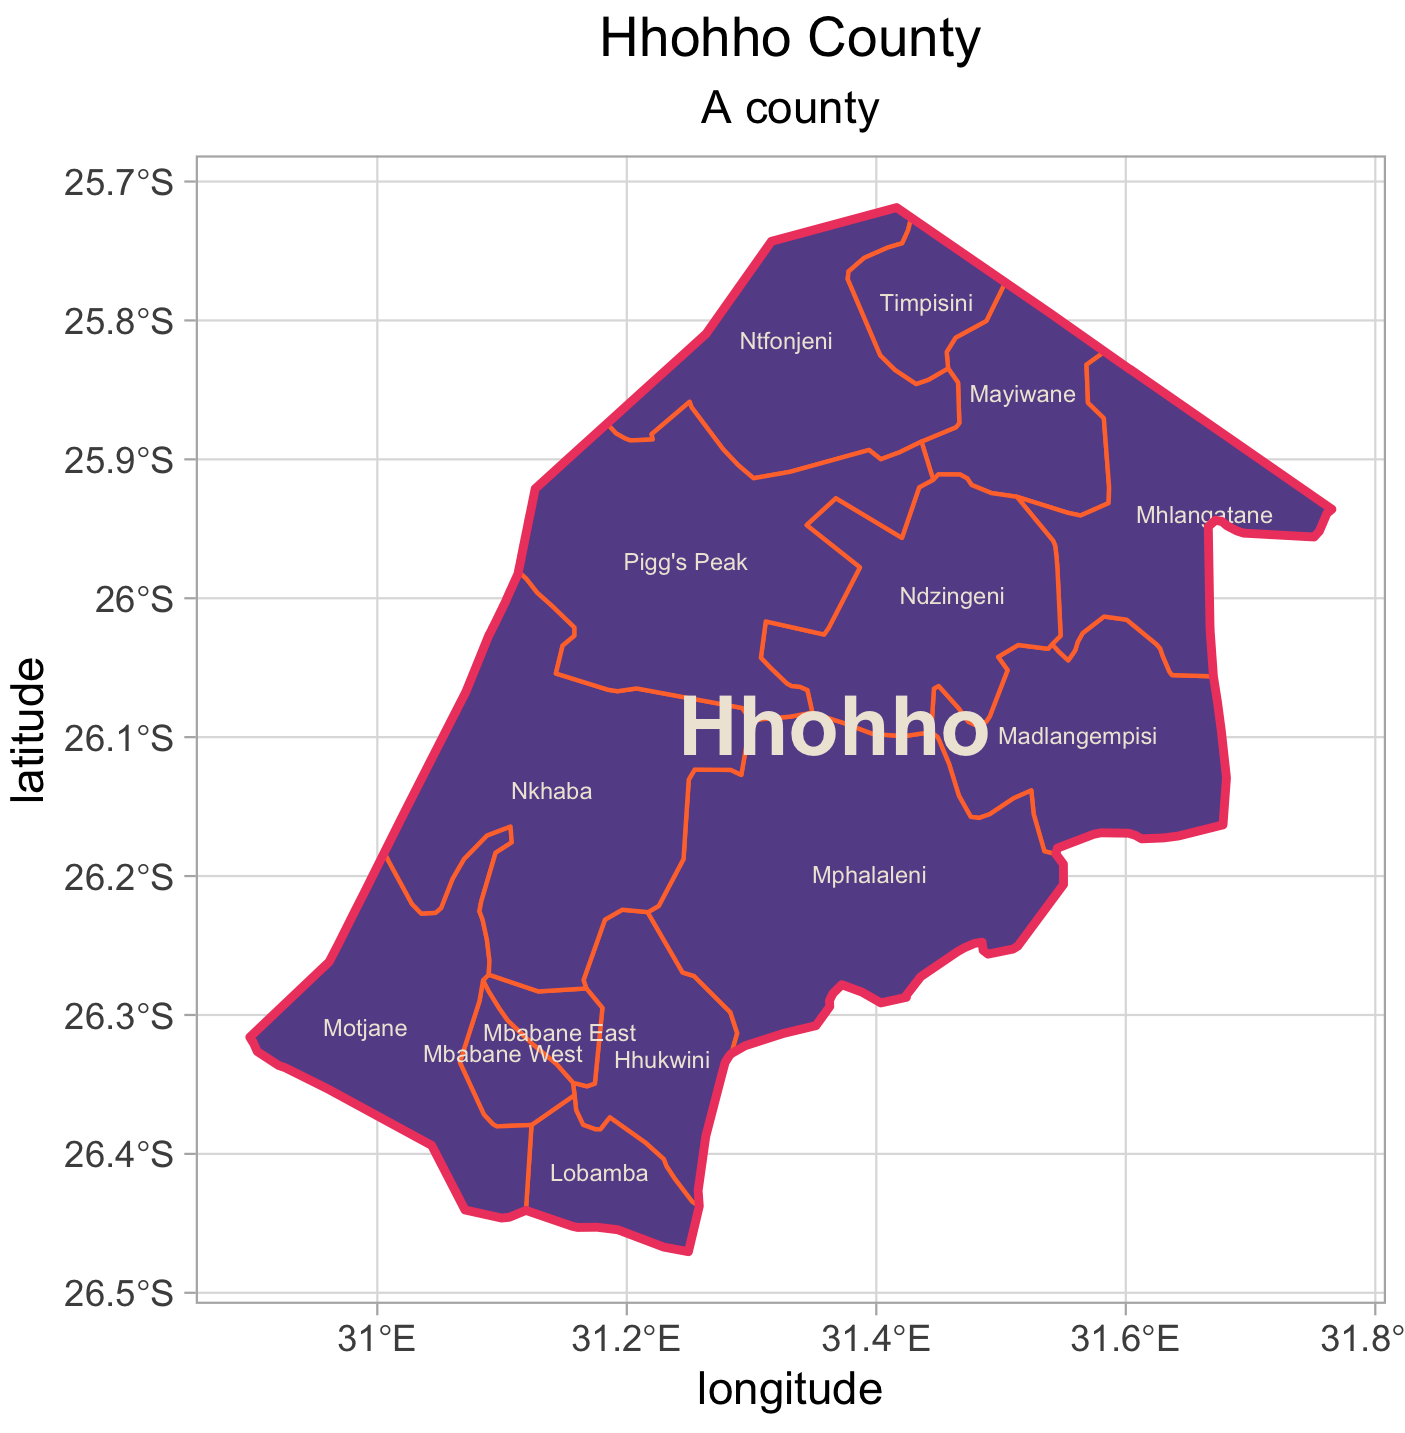 Hhohho County
A county
25.7°S
25.8°S
25.9°S
26°S
26.1°S
26.2°S
26.3°S
26.4°S
26.5°S
latitude
Timpisini
Ntfonjeni
Mayiwane
Mhlangatane
Pigg's Peak
Ndzingeni
Hhohho
Madlangempisi
Nkhaba
Mphalaleni
Motjane
Mbabane East
Mbabane West
Hhukwini
Lobamba
31°E
31.2°E
31.4°E
31.6°E
31.8°
longitude